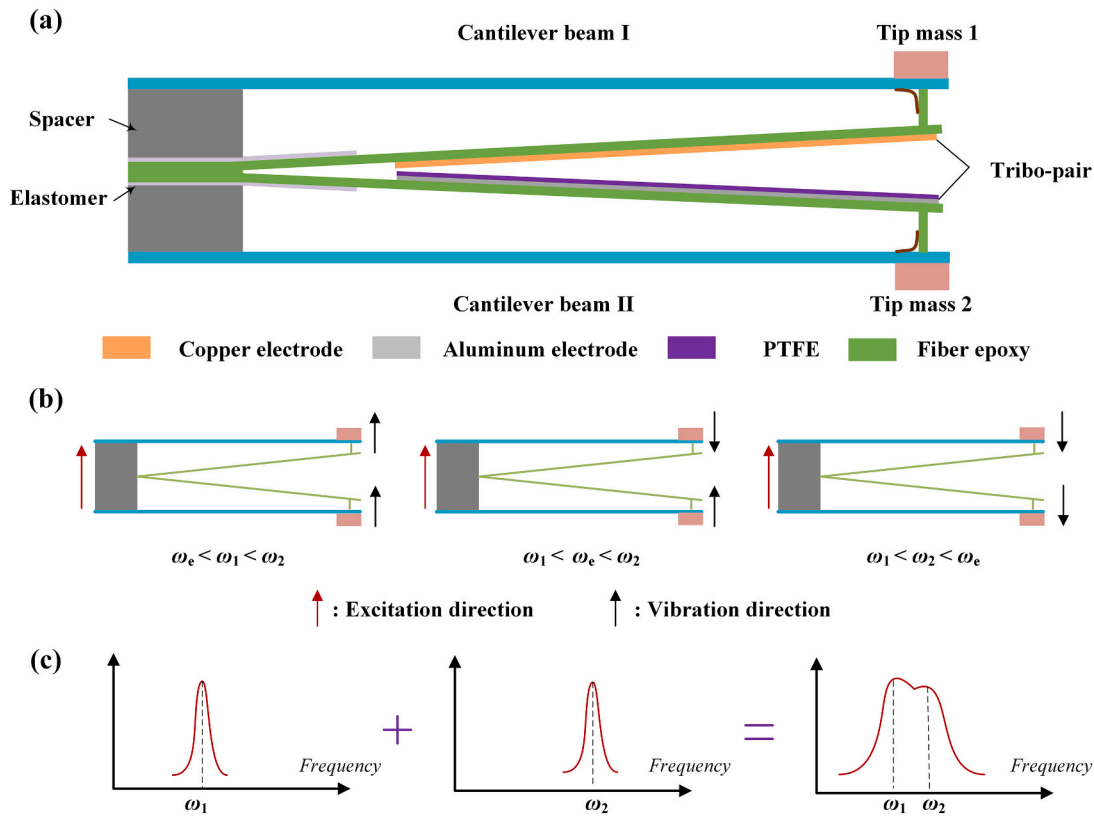 (a)
Cantilever beam I
Tip mass 1
Spacer
Elastomer
Tribo-pair
Cantilever beam II
Tip mass 2
Copper electrode
Aluminum electrode
PTFE
Fiber epoxy
(b)
ωe < ω1 < ω2
ω1 < ωe < ω2
ω1 < ω2 < ωe
: Excitation direction
: Vibration direction
(c)
+
=
Frequency
Frequency
Frequency
ω1
ω2
ω1
ω2